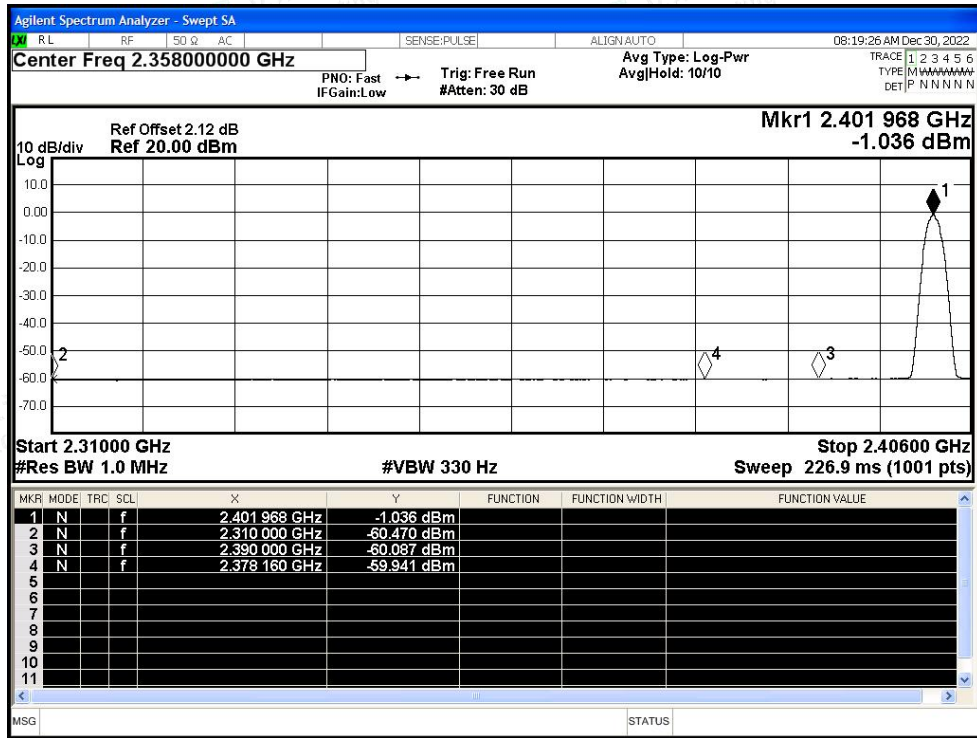 Agilent Spectrum Analyzer - Swept SA
LXI RL RF 50 Ω AC SENSE:PULSE ALIGN AUTO 08:19:26 AM Dec 30, 2022
Center Freq 2.358000000 GHz
PNO: Fast
IFGain:Low
Trig: Free Run
#Atten: 30 dB
Avg Type: Log-Pwr
Avg|Hold: 10/10
TRACE 1 2 3 4 5 6
TYPE M
DET P N N N N N
Mkr1 2.401 968 GHz
-1.036 dBm
Ref Offset 2.12 dB
10 dB/div Ref 20.00 dBm
Log
10.0
0.00
-10.0
-20.0
-30.0
-40.0
-50.0
-60.0
-70.0
1
2
4
3
Start 2.31000 GHz Stop 2.40600 GHz
#Res BW 1.0 MHz #VBW 330 Hz Sweep 226.9 ms (1001 pts)
MKR MODE TRC SCL X Y FUNCTION FUNCTION WIDTH FUNCTION VALUE
1 N f 2.401 968 GHz -1.036 dBm
2 N f 2.310 000 GHz -60.470 dBm
3 N f 2.390 000 GHz -60.087 dBm
4 N f 2.378 160 GHz -59.941 dBm
5
6
7
8
9
10
11
MSG STATUS